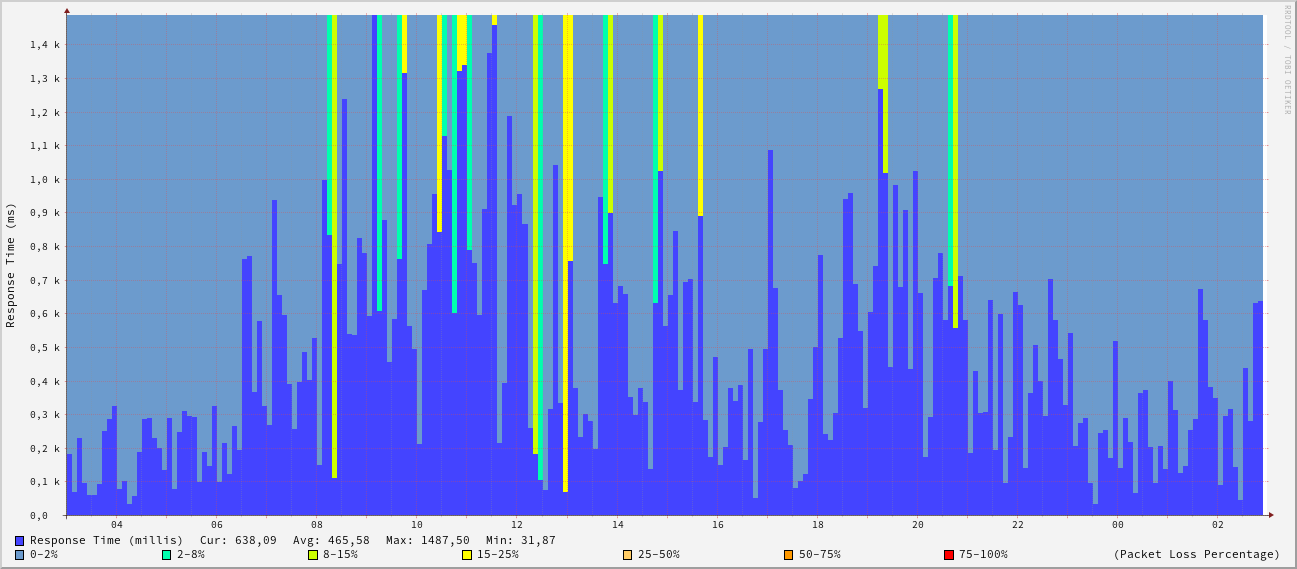 RRDTOOL / TOBI OETIKER
Response Time (ms)
1,4 k
1,3 k
1,2 k
1,1 k
1,0 k
0,9 k
0,8 k
0,7 k
0,6 k
0,5 k
0,4 k
0,3 k
0,2 k
0,1 k
0,0
04 06 08 10 12 14 16 18 20 22 00 02
Response Time (millis) Cur: 638,09 Avg: 465,58 Max: 1487,50 Min: 31,87
0-2% 2-8% 8-15% 15-25% 25-50% 50-75% 75-100% (Packet Loss Percentage)